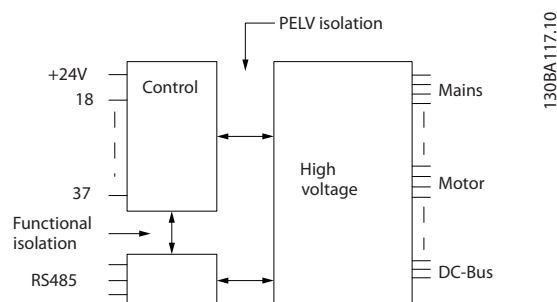 PELV isolation
130BA117.10
+24V
Control
18
Mains
High
voltage
Motor
37
Functional
isolation
RS485
DC-Bus